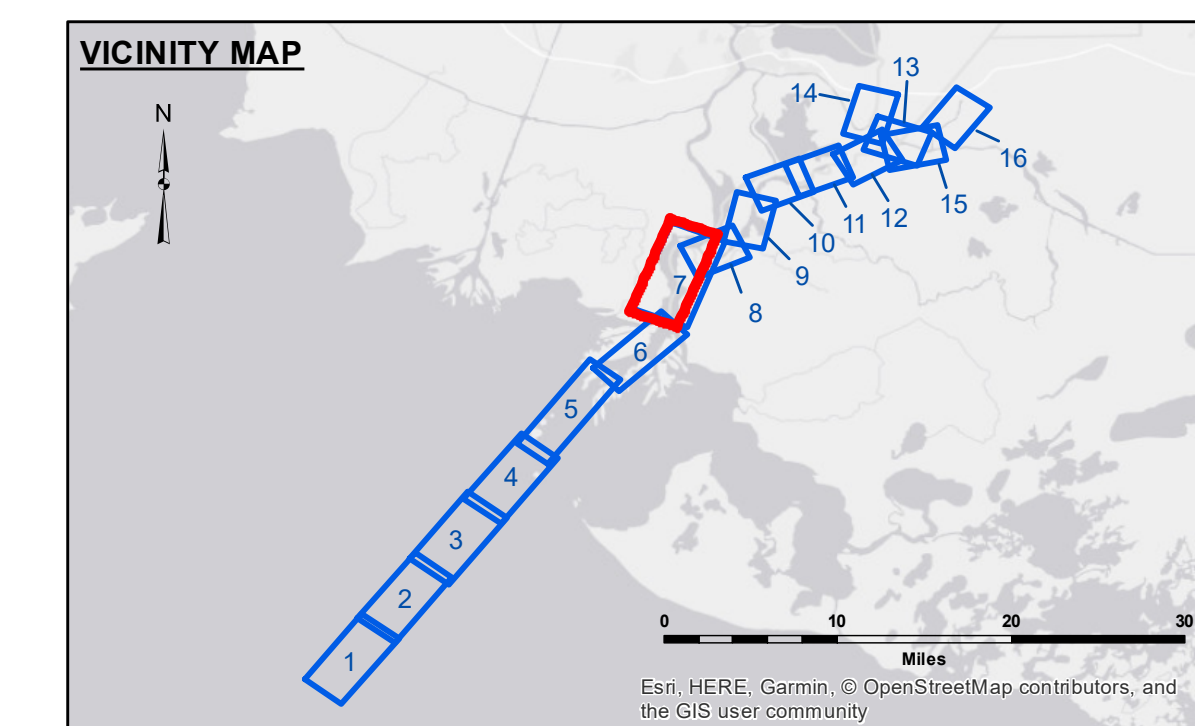 VICINITY MAP
N
13
14
16
15
12
11
10
9
8
7
6
5
4
3
2
1
0 10 20 30
Miles
Esri, HERE, Garmin, © OpenStreetMap contributors, and
the GIS user community